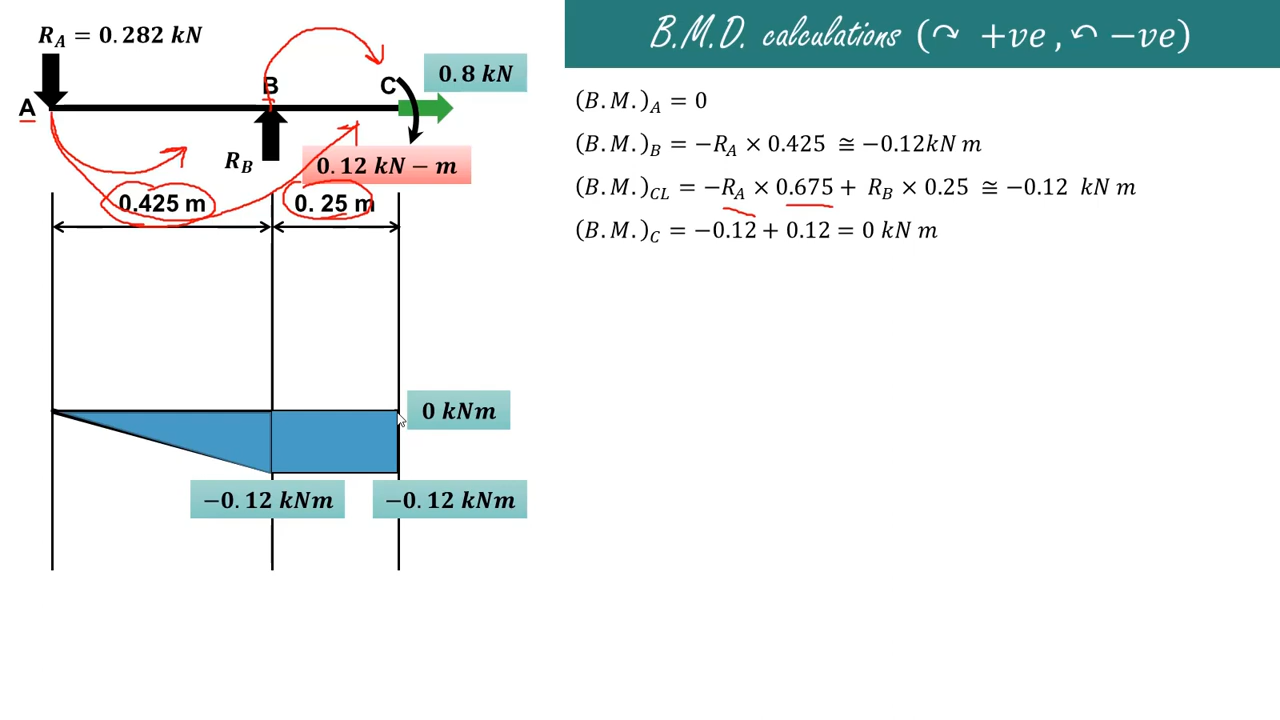 B.M.D. calculations (↷ +ve , ↶ −ve)
R_A = 0.282 kN
A
B
C
0.8 kN
R_B
0.12 kN − m
0.425 m
0. 25 m
(B.M.)_A = 0
(B.M.)_B = −R_A × 0.425 ≅ −0.12kN m
(B.M.)_CL = −R_A × 0.675 + R_B × 0.25 ≅ −0.12 kN m
(B.M.)_C = −0.12 + 0.12 = 0 kN m
0 kNm
−0.12 kNm
−0.12 kNm